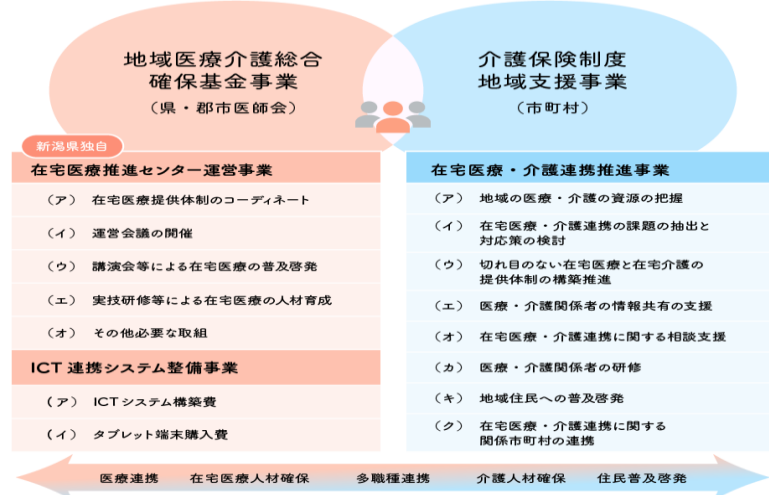 地域医療介護総合
確保基金事業
（県・郡市医師会）
介護保険制度
地域支援事業
（市町村）
新潟県独自
在宅医療推進センター運営事業
（ア） 在宅医療提供体制のコーディネート
（イ） 運営会議の開催
（ウ） 講演会等による在宅医療の普及啓発
（エ） 実技研修等による在宅医療の人材育成
（オ） その他必要な取組
ICT 連携システム整備事業
（ア） ICTシステム構築費
（イ） タブレット端末購入費
在宅医療・介護連携推進事業
（ア） 地域の医療・介護の資源の把握
（イ） 在宅医療・介護連携の課題の抽出と
対応策の検討
（ウ） 切れ目のない在宅医療と在宅介護の
提供体制の構築推進
（エ） 医療・介護関係者の情報共有の支援
（オ） 在宅医療・介護連携に関する相談支援
（カ） 医療・介護関係者の研修
（キ） 地域住民への普及啓発
（ク） 在宅医療・介護連携に関する
関係市町村の連携
医療連携 在宅医療人材確保 多職種連携 介護人材確保 住民普及啓発